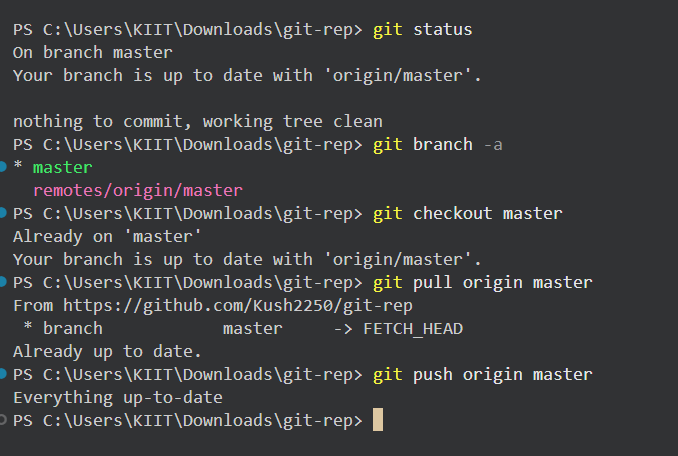 PS C:\Users\KIIT\Downloads\git-rep> git status
On branch master
Your branch is up to date with 'origin/master'.
nothing to commit, working tree clean
PS C:\Users\KIIT\Downloads\git-rep> git branch -a
* master
  remotes/origin/master
PS C:\Users\KIIT\Downloads\git-rep> git checkout master
Already on 'master'
Your branch is up to date with 'origin/master'.
PS C:\Users\KIIT\Downloads\git-rep> git pull origin master
From https://github.com/Kush2250/git-rep
 * branch            master     -> FETCH_HEAD
Already up to date.
PS C:\Users\KIIT\Downloads\git-rep> git push origin master
Everything up-to-date
PS C:\Users\KIIT\Downloads\git-rep>